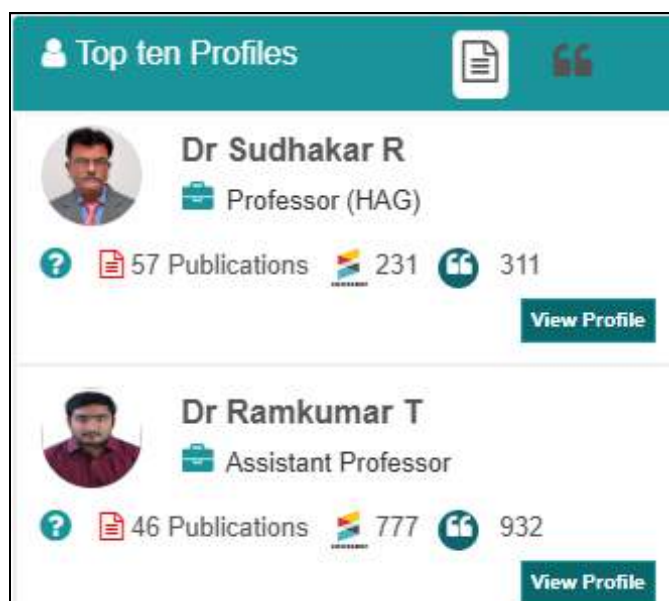 Top ten Profiles
Dr Sudhakar R
Professor (HAG)
57 Publications 231 311
View Profile
Dr Ramkumar T
Assistant Professor
46 Publications 777 932
View Profile